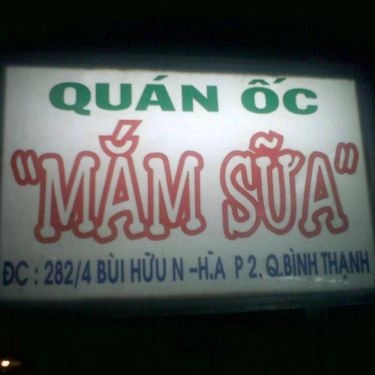 QUÁN ỐC
"MẮM SỮA"
ĐC : 282/4 BÙI HỮU P 2. Q.BÌNH THẠNH